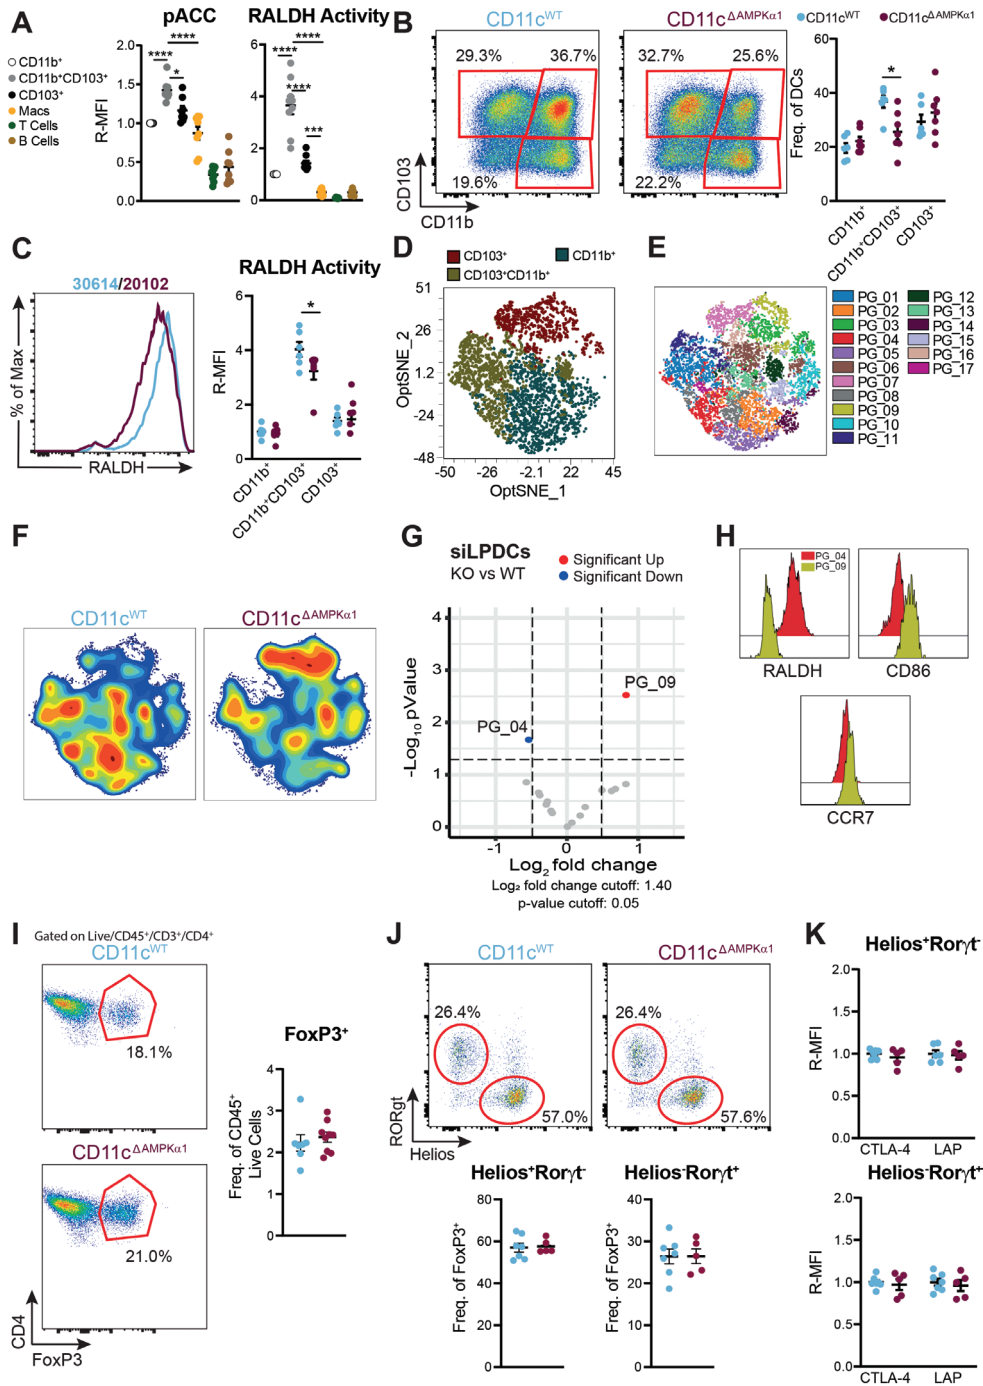 A
pACC
RALDH Activity
CD11b⁺
CD11b⁺CD103⁺
CD103⁺
Macs
T Cells
B Cells
R-MFI
2.0
1.5
1.0
0.5
0.0
****
*
****
6
4
2
0
****
****
****
***
B
CD11cᵂᵀ
CD11c^ΔAMPKα1
29.3%
36.7%
19.6%
32.7%
25.6%
22.2%
CD103
CD11b
CD11cᵂᵀ
CD11c^ΔAMPKα1
Freq. of DCs
60
40
20
0
*
CD11b⁺
CD11b⁺CD103⁺
CD103⁺
C
30614/20102
% of Max
RALDH
RALDH Activity
R-MFI
6
4
2
0
*
CD11b⁺
CD11b⁺CD103⁺
CD103⁺
D
CD103⁺
CD11b⁺
CD103⁺CD11b⁺
OptSNE_2
51
26
1.2
-24
-48
-50
-26
-2.1
22
45
OptSNE_1
E
PG_01
PG_02
PG_03
PG_04
PG_05
PG_06
PG_07
PG_08
PG_09
PG_10
PG_11
PG_12
PG_13
PG_14
PG_15
PG_16
PG_17
F
CD11cᵂᵀ
CD11c^ΔAMPKα1
G
siLPDCs
KO vs WT
Significant Up
Significant Down
-Log₁₀ pValue
4
3
2
1
0
PG_09
PG_04
-1
0
1
Log₂ fold change
Log₂ fold change cutoff: 1.40
p-value cutoff: 0.05
H
PG_04
PG_09
RALDH
CD86
CCR7
I
Gated on Live/CD45⁺/CD3⁺/CD4⁺
CD11cᵂᵀ
18.1%
CD11c^ΔAMPKα1
21.0%
CD4
FoxP3
FoxP3⁺
Freq. of CD45⁺
Live Cells
4
3
2
1
0
J
CD11cᵂᵀ
CD11c^ΔAMPKα1
26.4%
57.0%
26.4%
57.6%
RORgt
Helios
Helios⁺Rorγt⁻
Freq. of FoxP3⁺
80
60
40
20
0
Helios⁻Rorγt⁺
Freq. of FoxP3⁺
40
30
20
10
0
K
Helios⁺Rorγt⁻
R-MFI
2.0
1.5
1.0
0.5
0.0
CTLA-4
LAP
Helios⁻Rorγt⁺
R-MFI
2.0
1.5
1.0
0.5
0.0
CTLA-4
LAP